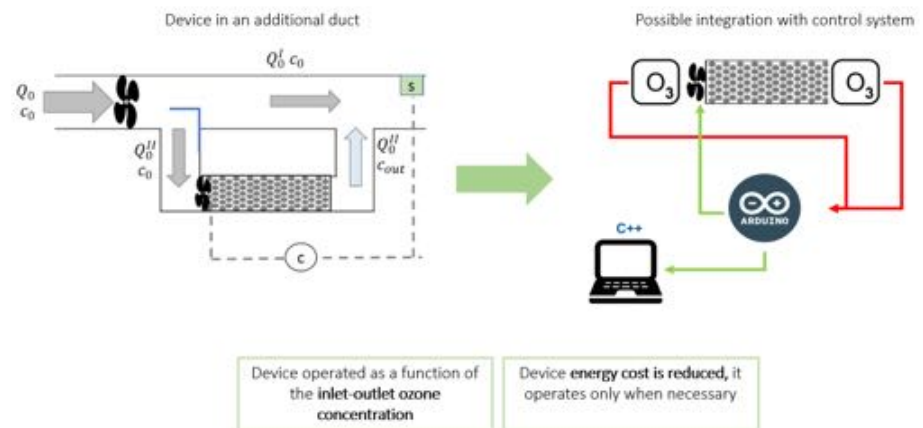 Device in an additional duct
Possible integration with control system
Q₀ᴵ c₀
S
Q₀
c₀
Q₀ᴵᴵ
c₀
Q₀ᴵᴵ
cₒᵤₜ
C
O₃
O₃
ARDUINO
C++
Device operated as a function of
the inlet-outlet ozone
concentration
Device energy cost is reduced, it
operates only when necessary